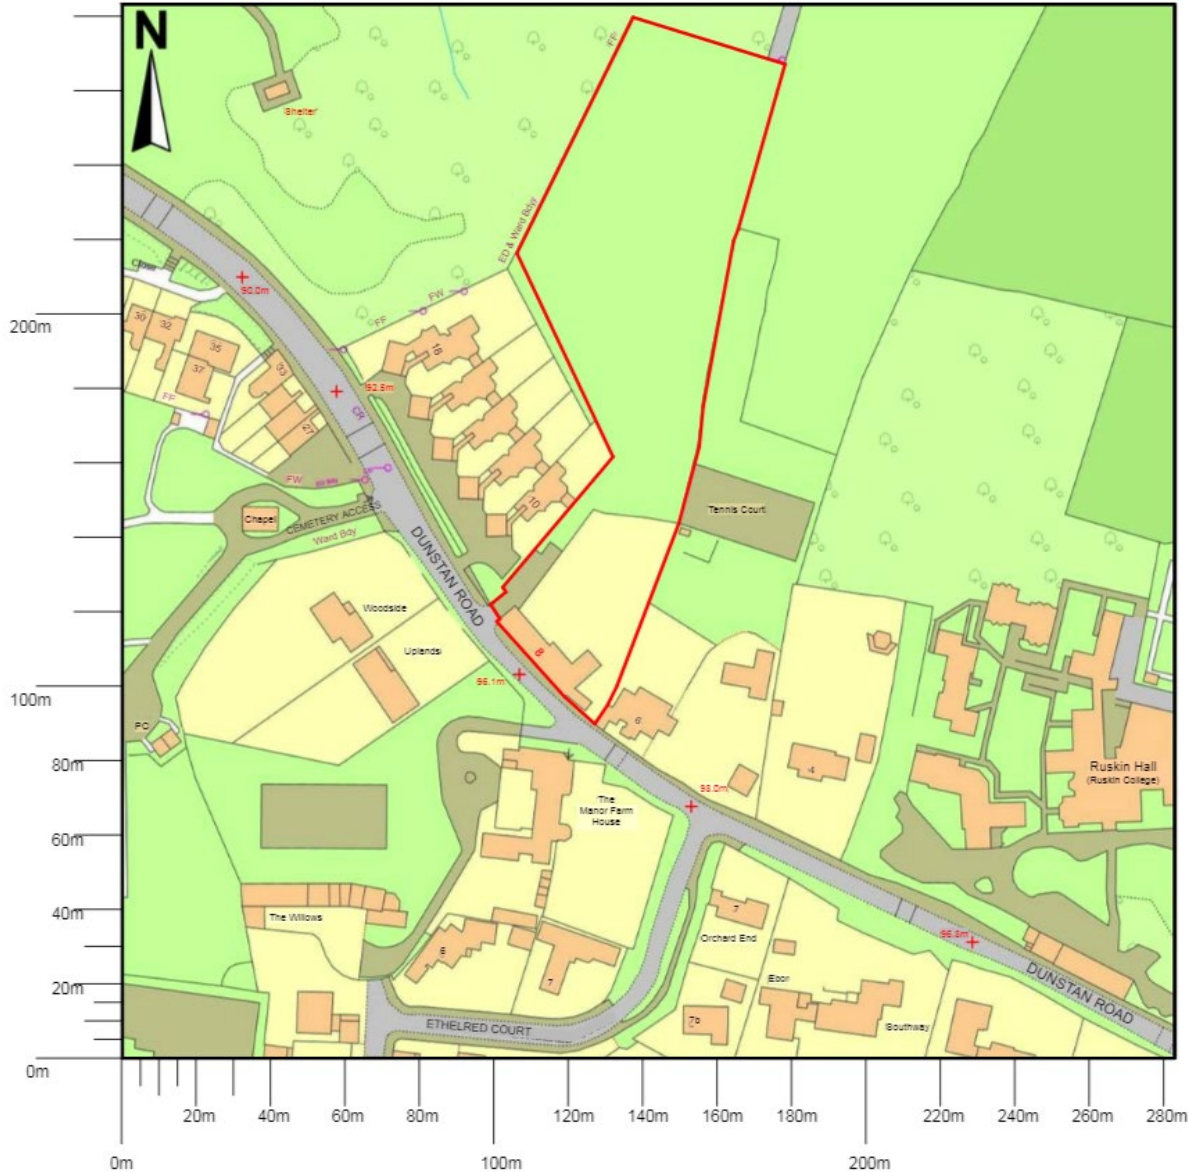 N
FF
Shelter
ED & Ward Bdy
Close
90.0m
FW
FF
200m
30
32
35
37
33
27
18
92.8m
CR
FF
FW
10
Chapel
CEMETERY ACCESS
Ward Bdy
Tennis Court
DUNSTAN ROAD
Woodside
Uplands
8
96.1m
100m
PC
6
4
Ruskin Hall
(Ruskin College)
80m
98.0m
The
Manor Farm
House
60m
40m
The Willows
7
Orchard End
96.8m
6
7
Ebor
20m
DUNSTAN ROAD
7b
Southway
ETHELRED COURT
0m
20m
40m
60m
80m
120m
140m
160m
180m
220m
240m
260m
280m
0m
100m
200m